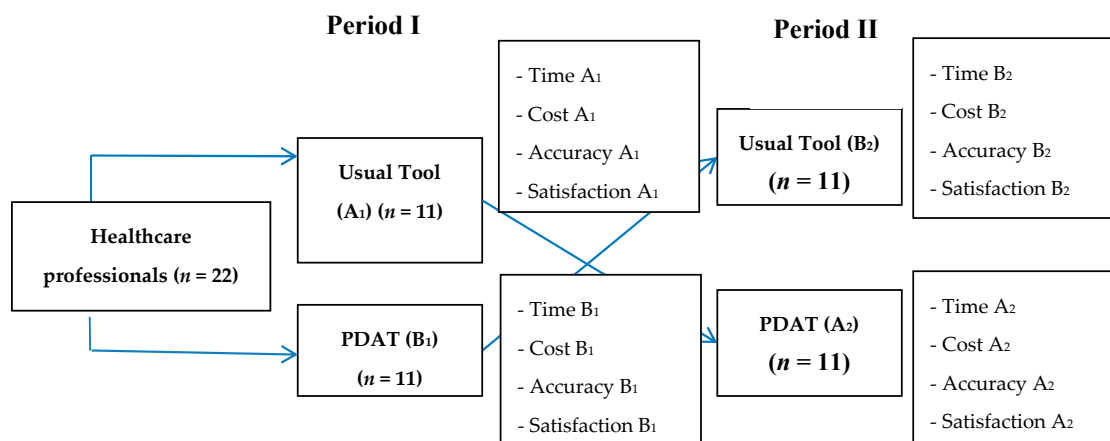 Period I
Period II
Healthcare
professionals (n = 22)
Usual Tool
(A₁) (n = 11)
PDAT (B₁)
(n = 11)
- Time A₁
- Cost A₁
- Accuracy A₁
- Satisfaction A₁
- Time B₁
- Cost B₁
- Accuracy B₁
- Satisfaction B₁
Usual Tool (B₂)
(n = 11)
PDAT (A₂)
(n = 11)
- Time B₂
- Cost B₂
- Accuracy B₂
- Satisfaction B₂
- Time A₂
- Cost A₂
- Accuracy A₂
- Satisfaction A₂